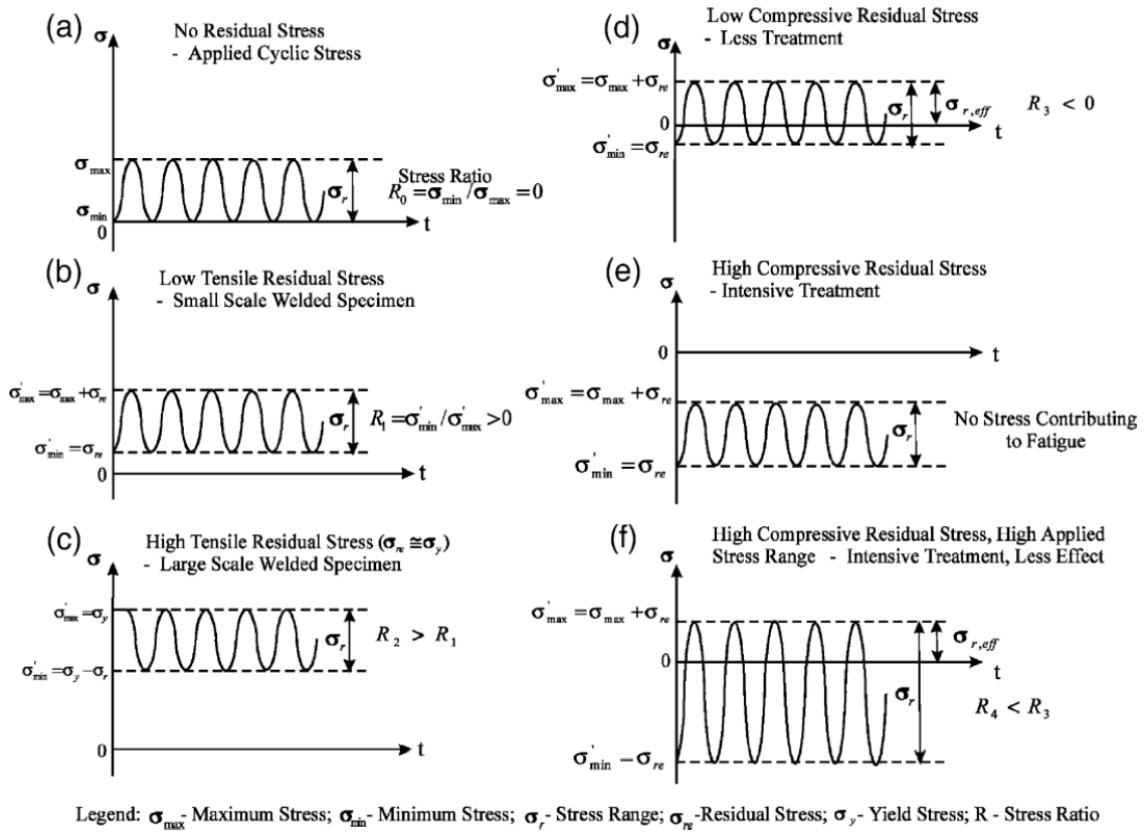 (a)
No Residual Stress
- Applied Cyclic Stress
σ
σmax
σmin
0
σr
Stress Ratio
R0 = σmin/σmax = 0
t
(b)
Low Tensile Residual Stress
- Small Scale Welded Specimen
σ
σ'max = σmax + σre
σ'min = σre
0
σr
R1 = σ'min/σ'max > 0
t
(c)
High Tensile Residual Stress (σre ≅ σy)
- Large Scale Welded Specimen
σ
σ'max = σy
σ'min = σy − σr
0
σr
R2 > R1
t
(d)
Low Compressive Residual Stress
- Less Treatment
σ
σ'max = σmax + σre
0
σ'min = σre
σr
σr,eff
R3 < 0
t
(e)
High Compressive Residual Stress
- Intensive Treatment
σ
0
t
σ'max = σmax + σre
σ'min = σre
σr
No Stress Contributing
to Fatigue
(f)
High Compressive Residual Stress, High Applied
Stress Range - Intensive Treatment, Less Effect
σ
σ'max = σmax + σre
0
σ'min − σre
σr
σr,eff
t
R4 < R3
Legend: σmax- Maximum Stress; σmin- Minimum Stress; σr- Stress Range; σre-Residual Stress; σy- Yield Stress; R - Stress Ratio